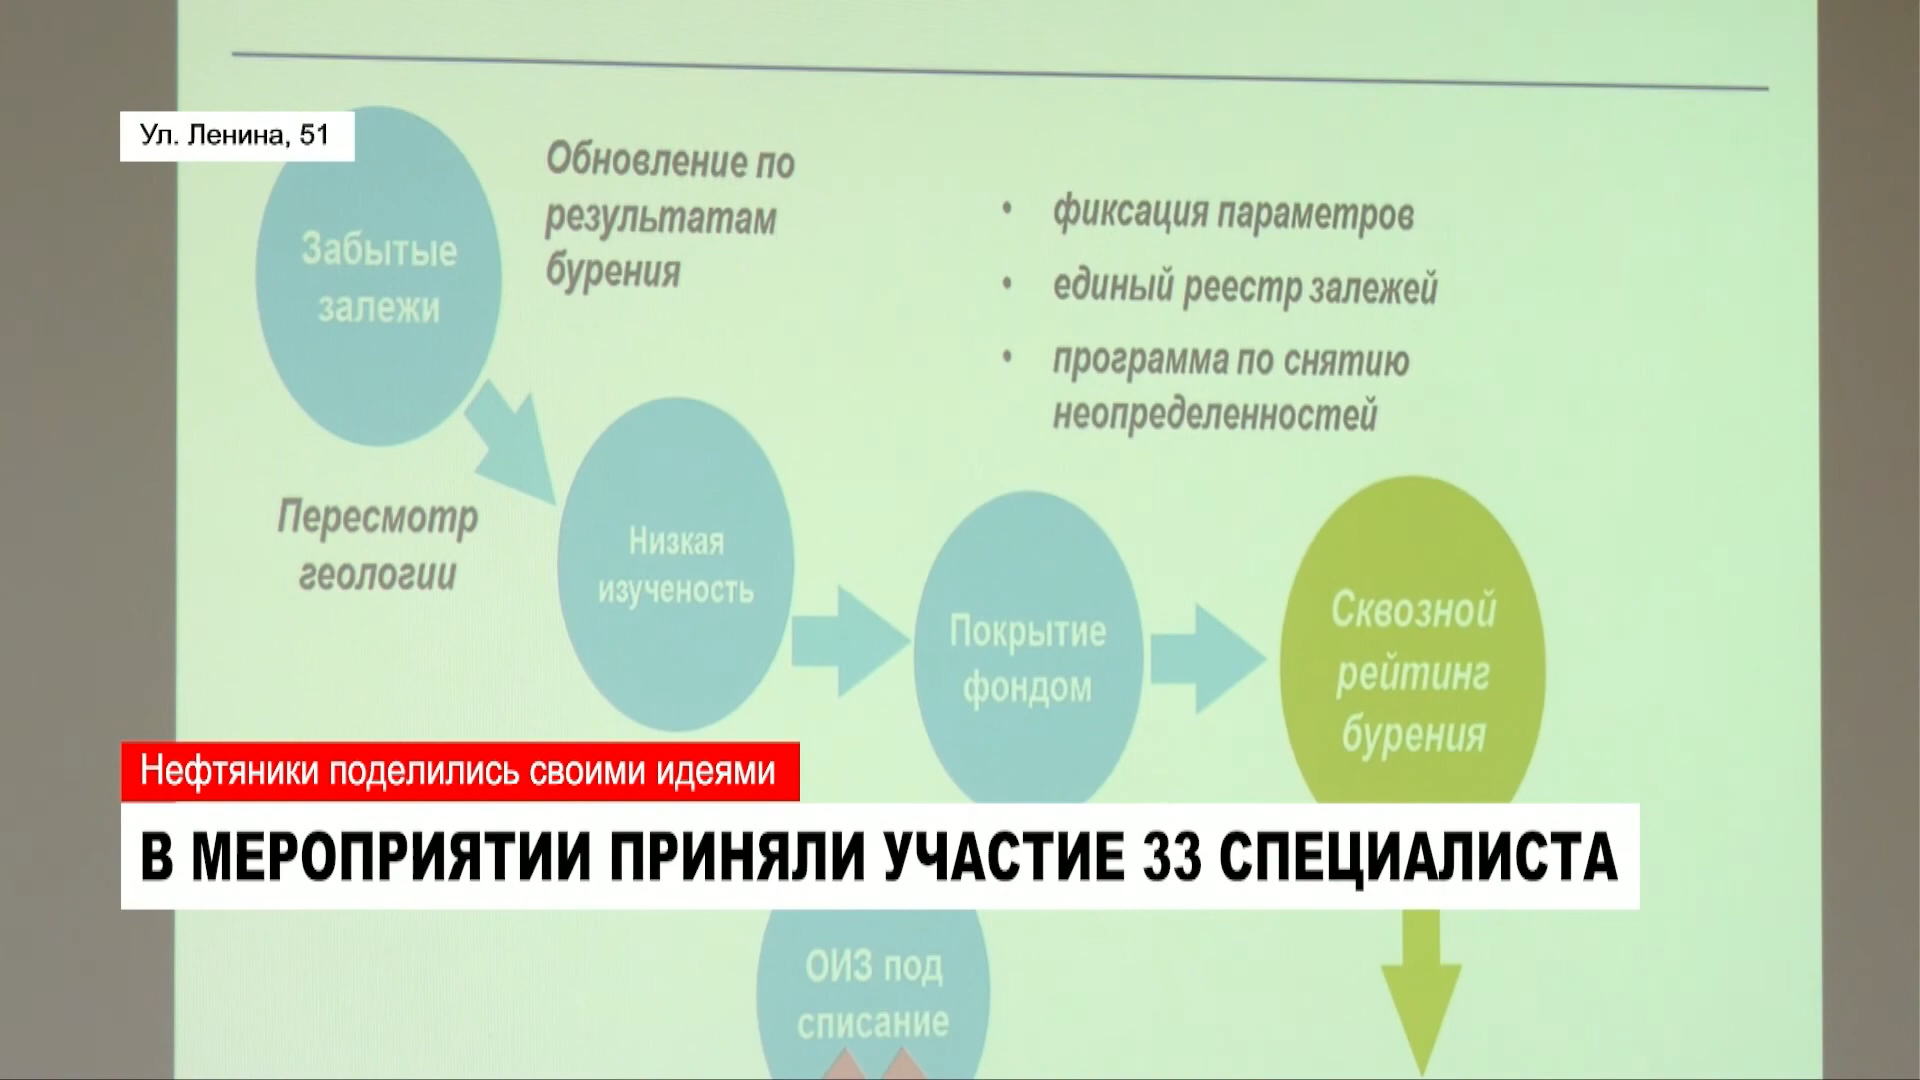 Ул. Ленина, 51
Забытые
залежи
Обновление по
результатам
бурения
• фиксация параметров
• единый реестр залежей
• программа по снятию
неопределенностей
Пересмотр
геологии
Низкая
изученость
Покрытие
фондом
Сквозной
рейтинг
бурения
Нефтяники поделились своими идеями
В МЕРОПРИЯТИИ ПРИНЯЛИ УЧАСТИЕ 33 СПЕЦИАЛИСТА
ОИЗ под
списание